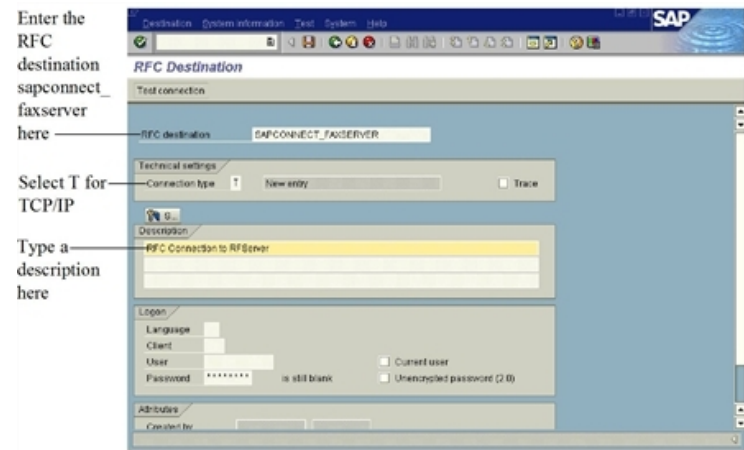 Enter the
RFC
destination
sapconnect_
faxserver
here
Select T for
TCP/IP
Type a
description
here
Destination System information Test System Help
SAP
RFC Destination
Test connection
RFC destination SAPCONNECT_FAXSERVER
Technical settings
Connection type T New entry Trace
Description
RFC Connection to RFServer
Logon
Language
Client
User Current user
Password ******** is still blank Unencrypted password (2.0)
Attributes
Created by